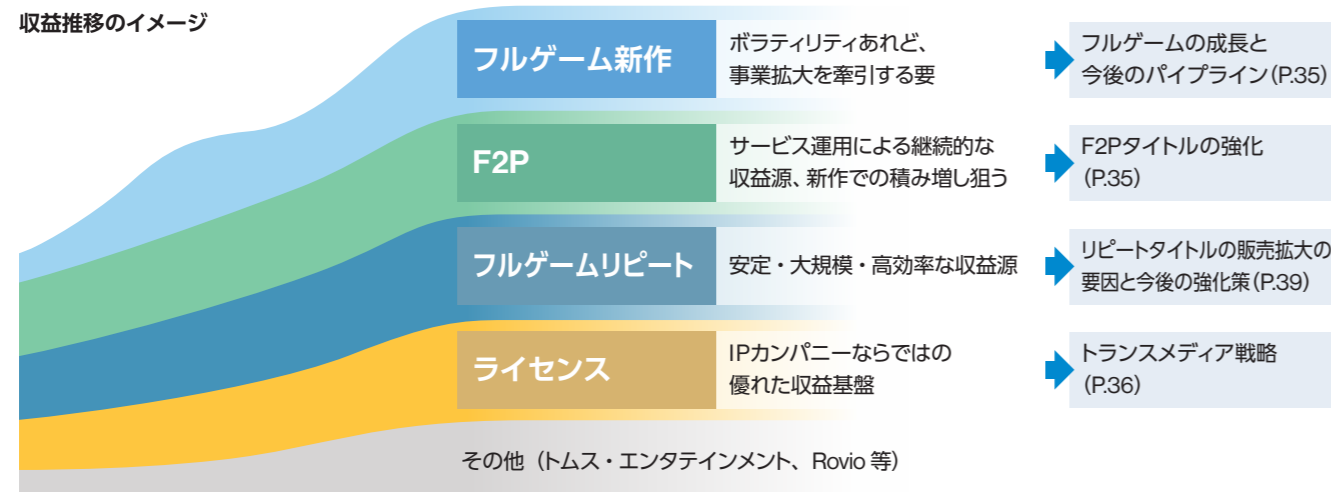 収益推移のイメージ
フルゲーム新作
ボラティリティあれど、
事業拡大を牽引する要
フルゲームの成長と
今後のパイプライン(P.35)
F2P
サービス運用による継続的な
収益源、新作での積み増し狙う
F2Pタイトルの強化
(P.35)
フルゲームリピート
安定・大規模・高効率な収益源
リピートタイトルの販売拡大の
要因と今後の強化策(P.39)
ライセンス
IPカンパニーならではの
優れた収益基盤
トランスメディア戦略
(P.36)
その他（トムス・エンタテインメント、Rovio 等）